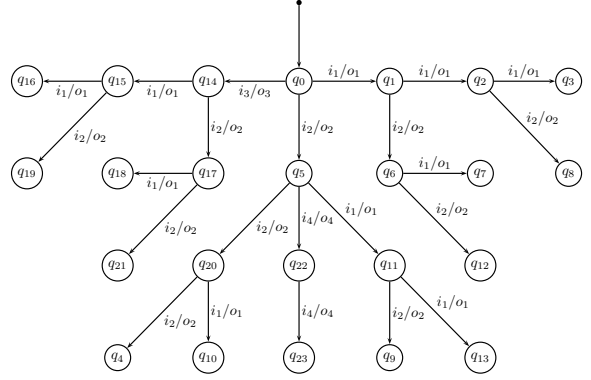 q16 i1/o1 q15 i1/o1 q14 i3/o3 q0 i1/o1 q1 i1/o1 q2 i1/o1 q3
i2/o2 i2/o2 i2/o2 i2/o2 i2/o2
q19 q18 i1/o1 q17 q5 q6 i1/o1 q7 q8
i2/o2 i2/o2 i4/o4 i1/o1 i2/o2
q21 q20 q22 q11 q12
i2/o2 i1/o1 i4/o4 i2/o2 i1/o1
q4 q10 q23 q9 q13